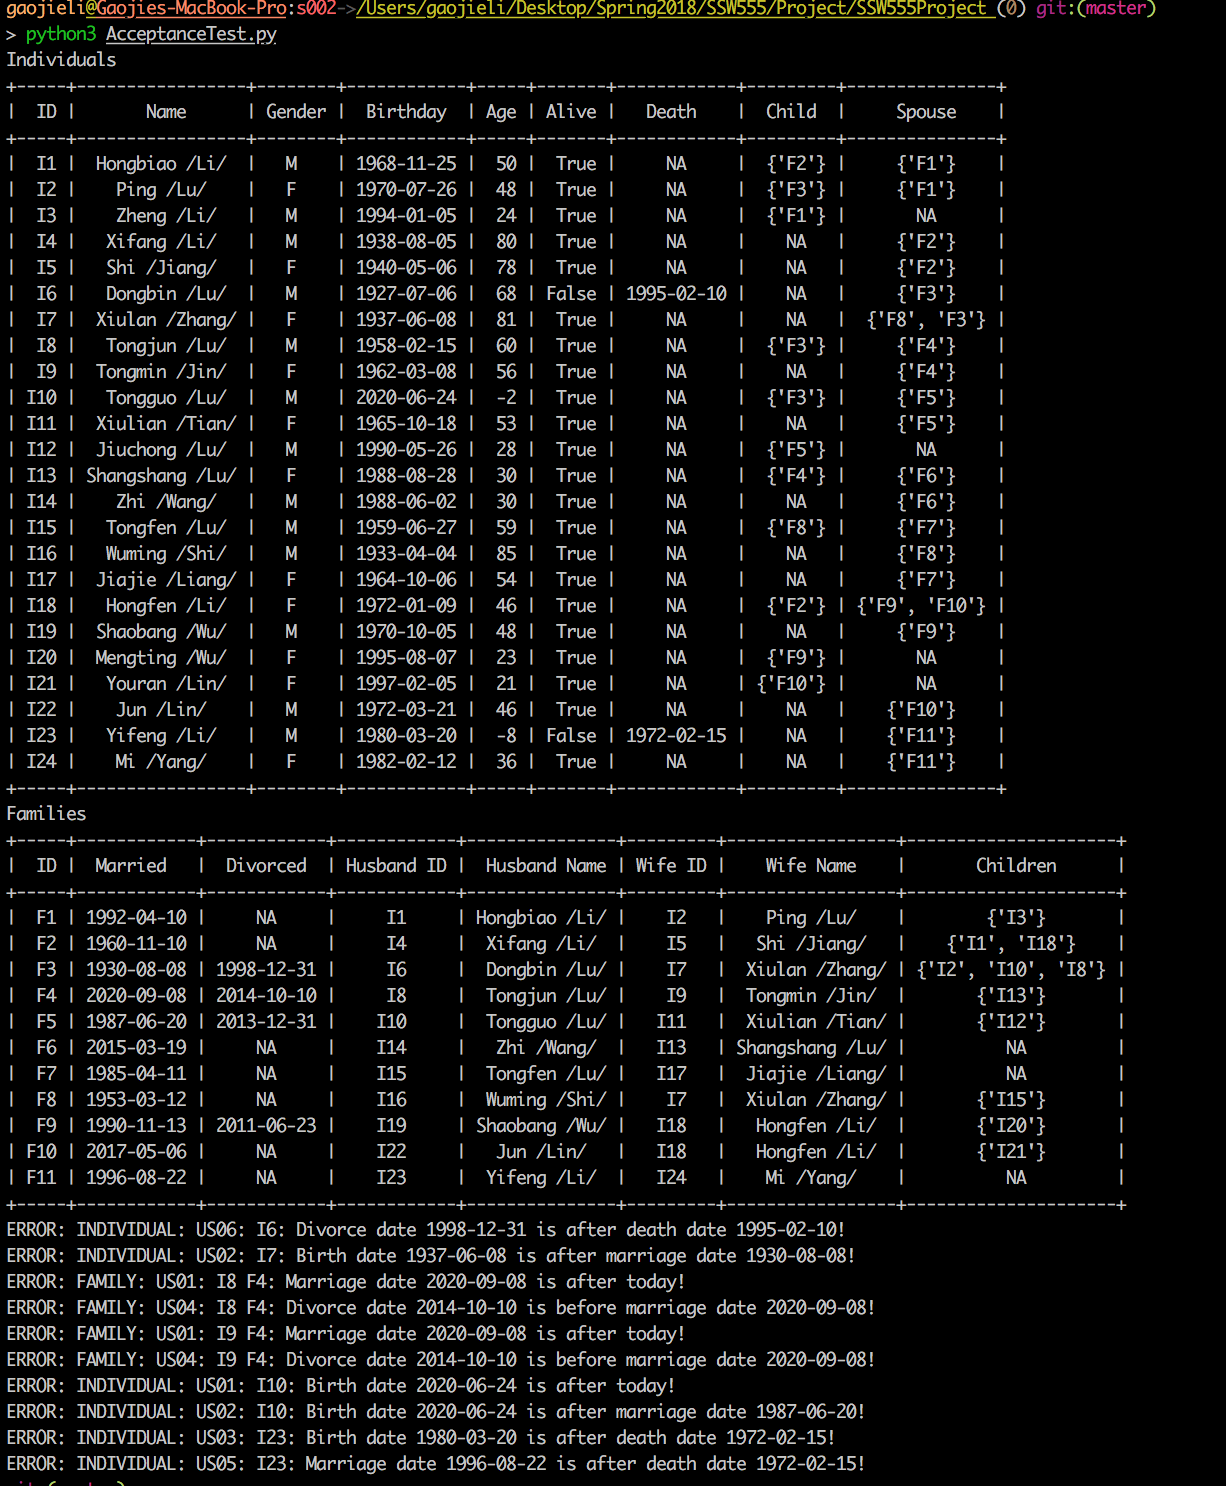 gaojieli@Gaojies-MacBook-Pro:s002->/Users/gaojieli/Desktop/Spring2018/SSW555/Project/SSW555Project (0) git:(master)
> python3 AcceptanceTest.py
Individuals
+-----+-----------------+--------+------------+-----+-------+------------+---------+---------------+
|  ID |       Name      | Gender |  Birthday  | Age | Alive |   Death    |  Child  |     Spouse    |
+-----+-----------------+--------+------------+-----+-------+------------+---------+---------------+
|  I1 |  Hongbiao /Li/  |   M    | 1968-11-25 |  50 |  True |     NA     |  {'F2'} |     {'F1'}    |
|  I2 |    Ping /Lu/    |   F    | 1970-07-26 |  48 |  True |     NA     |  {'F3'} |     {'F1'}    |
|  I3 |    Zheng /Li/   |   M    | 1994-01-05 |  24 |  True |     NA     |  {'F1'} |       NA      |
|  I4 |   Xifang /Li/   |   M    | 1938-08-05 |  80 |  True |     NA     |    NA   |     {'F2'}    |
|  I5 |   Shi /Jiang/   |   F    | 1940-05-06 |  78 |  True |     NA     |    NA   |     {'F2'}    |
|  I6 |   Dongbin /Lu/  |   M    | 1927-07-06 |  68 | False | 1995-02-10 |    NA   |     {'F3'}    |
|  I7 |  Xiulan /Zhang/ |   F    | 1937-06-08 |  81 |  True |     NA     |    NA   |  {'F8', 'F3'} |
|  I8 |   Tongjun /Lu/  |   M    | 1958-02-15 |  60 |  True |     NA     |  {'F3'} |     {'F4'}    |
|  I9 |  Tongmin /Jin/  |   F    | 1962-03-08 |  56 |  True |     NA     |    NA   |     {'F4'}    |
| I10 |   Tongguo /Lu/  |   M    | 2020-06-24 |  -2 |  True |     NA     |  {'F3'} |     {'F5'}    |
| I11 |  Xiulian /Tian/ |   F    | 1965-10-18 |  53 |  True |     NA     |    NA   |     {'F5'}    |
| I12 |  Jiuchong /Lu/  |   M    | 1990-05-26 |  28 |  True |     NA     |  {'F5'} |       NA      |
| I13 | Shangshang /Lu/ |   F    | 1988-08-28 |  30 |  True |     NA     |  {'F4'} |     {'F6'}    |
| I14 |    Zhi /Wang/   |   M    | 1988-06-02 |  30 |  True |     NA     |    NA   |     {'F6'}    |
| I15 |   Tongfen /Lu/  |   M    | 1959-06-27 |  59 |  True |     NA     |  {'F8'} |     {'F7'}    |
| I16 |   Wuming /Shi/  |   M    | 1933-04-04 |  85 |  True |     NA     |    NA   |     {'F8'}    |
| I17 |  Jiajie /Liang/ |   F    | 1964-10-06 |  54 |  True |     NA     |    NA   |     {'F7'}    |
| I18 |   Hongfen /Li/  |   F    | 1972-01-09 |  46 |  True |     NA     |  {'F2'} | {'F9', 'F10'} |
| I19 |  Shaobang /Wu/  |   M    | 1970-10-05 |  48 |  True |     NA     |    NA   |     {'F9'}    |
| I20 |  Mengting /Wu/  |   F    | 1995-08-07 |  23 |  True |     NA     |  {'F9'} |       NA      |
| I21 |   Youran /Lin/  |   F    | 1997-02-05 |  21 |  True |     NA     | {'F10'} |       NA      |
| I22 |    Jun /Lin/    |   M    | 1972-03-21 |  46 |  True |     NA     |    NA   |    {'F10'}    |
| I23 |   Yifeng /Li/   |   M    | 1980-03-20 |  -8 | False | 1972-02-15 |    NA   |    {'F11'}    |
| I24 |    Mi /Yang/    |   F    | 1982-02-12 |  36 |  True |     NA     |    NA   |    {'F11'}    |
+-----+-----------------+--------+------------+-----+-------+------------+---------+---------------+
Families
+-----+------------+------------+------------+---------------+---------+-----------------+---------------------+
|  ID |  Married   |  Divorced  | Husband ID |  Husband Name | Wife ID |    Wife Name    |       Children      |
+-----+------------+------------+------------+---------------+---------+-----------------+---------------------+
|  F1 | 1992-04-10 |     NA     |     I1     | Hongbiao /Li/ |    I2   |    Ping /Lu/    |        {'I3'}       |
|  F2 | 1960-11-10 |     NA     |     I4     |  Xifang /Li/  |    I5   |   Shi /Jiang/   |    {'I1', 'I18'}    |
|  F3 | 1930-08-08 | 1998-12-31 |     I6     |  Dongbin /Lu/ |    I7   |  Xiulan /Zhang/ | {'I2', 'I10', 'I8'} |
|  F4 | 2020-09-08 | 2014-10-10 |     I8     |  Tongjun /Lu/ |    I9   |  Tongmin /Jin/  |       {'I13'}       |
|  F5 | 1987-06-20 | 2013-12-31 |    I10     |  Tongguo /Lu/ |   I11   |  Xiulian /Tian/ |       {'I12'}       |
|  F6 | 2015-03-19 |     NA     |    I14     |   Zhi /Wang/  |   I13   | Shangshang /Lu/ |          NA         |
|  F7 | 1985-04-11 |     NA     |    I15     |  Tongfen /Lu/ |   I17   |  Jiajie /Liang/ |          NA         |
|  F8 | 1953-03-12 |     NA     |    I16     |  Wuming /Shi/ |    I7   |  Xiulan /Zhang/ |       {'I15'}       |
|  F9 | 1990-11-13 | 2011-06-23 |    I19     | Shaobang /Wu/ |   I18   |   Hongfen /Li/  |       {'I20'}       |
| F10 | 2017-05-06 |     NA     |    I22     |   Jun /Lin/   |   I18   |   Hongfen /Li/  |       {'I21'}       |
| F11 | 1996-08-22 |     NA     |    I23     |  Yifeng /Li/  |   I24   |    Mi /Yang/    |          NA         |
+-----+------------+------------+------------+---------------+---------+-----------------+---------------------+
ERROR: INDIVIDUAL: US06: I6: Divorce date 1998-12-31 is after death date 1995-02-10!
ERROR: INDIVIDUAL: US02: I7: Birth date 1937-06-08 is after marriage date 1930-08-08!
ERROR: FAMILY: US01: I8 F4: Marriage date 2020-09-08 is after today!
ERROR: FAMILY: US04: I8 F4: Divorce date 2014-10-10 is before marriage date 2020-09-08!
ERROR: FAMILY: US01: I9 F4: Marriage date 2020-09-08 is after today!
ERROR: FAMILY: US04: I9 F4: Divorce date 2014-10-10 is before marriage date 2020-09-08!
ERROR: INDIVIDUAL: US01: I10: Birth date 2020-06-24 is after today!
ERROR: INDIVIDUAL: US02: I10: Birth date 2020-06-24 is after marriage date 1987-06-20!
ERROR: INDIVIDUAL: US03: I23: Birth date 1980-03-20 is after death date 1972-02-15!
ERROR: INDIVIDUAL: US05: I23: Marriage date 1996-08-22 is after death date 1972-02-15!